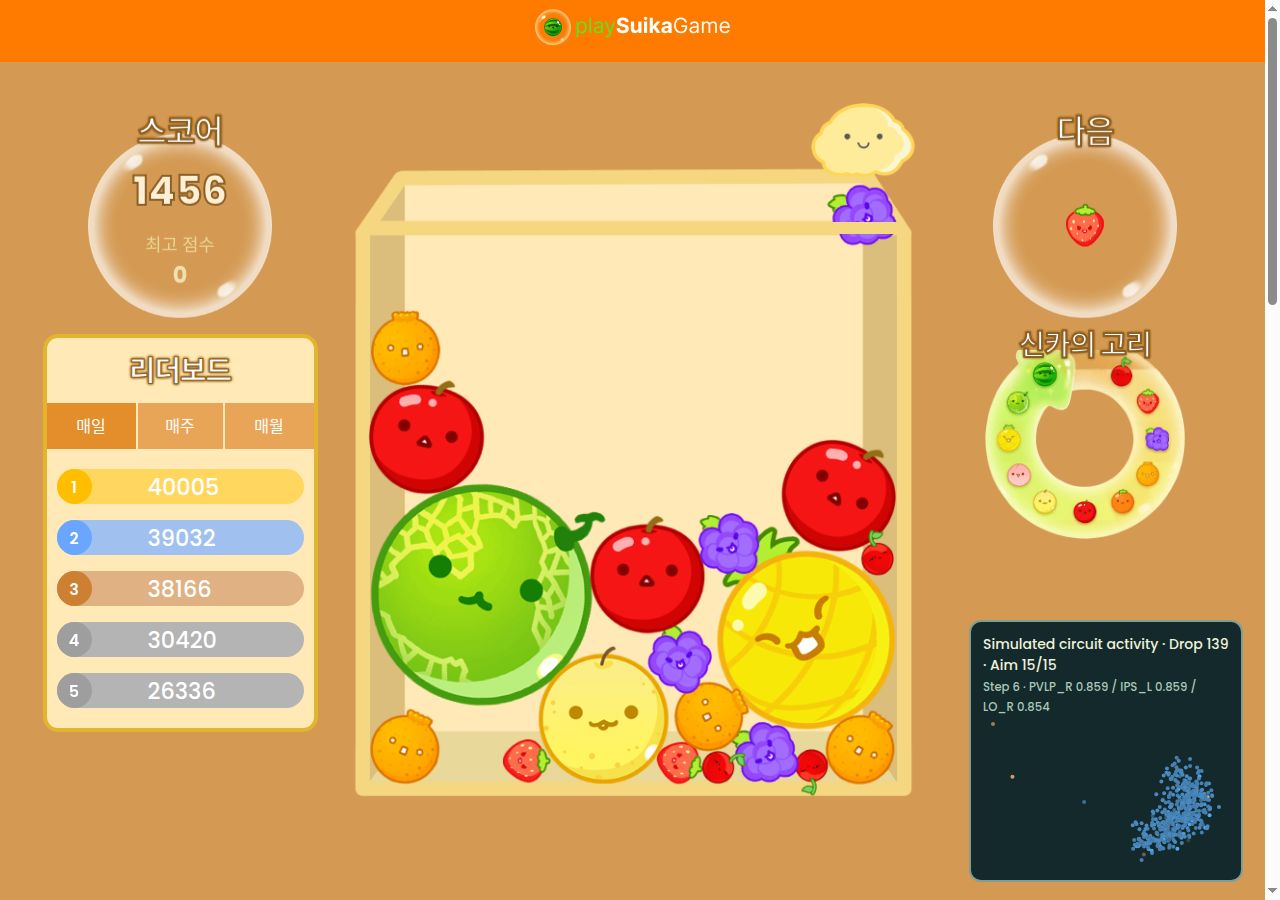 playSuikaGame
스코어
1456
최고 점수
0
리더보드
매일 매주 매월
1 40005
2 39032
3 38166
4 30420
5 26336
다음
신카의 고리
Simulated circuit activity · Drop 139
· Aim 15/15
Step 6 · PVLP_R 0.859 / IPS_L 0.859 /
LO_R 0.854